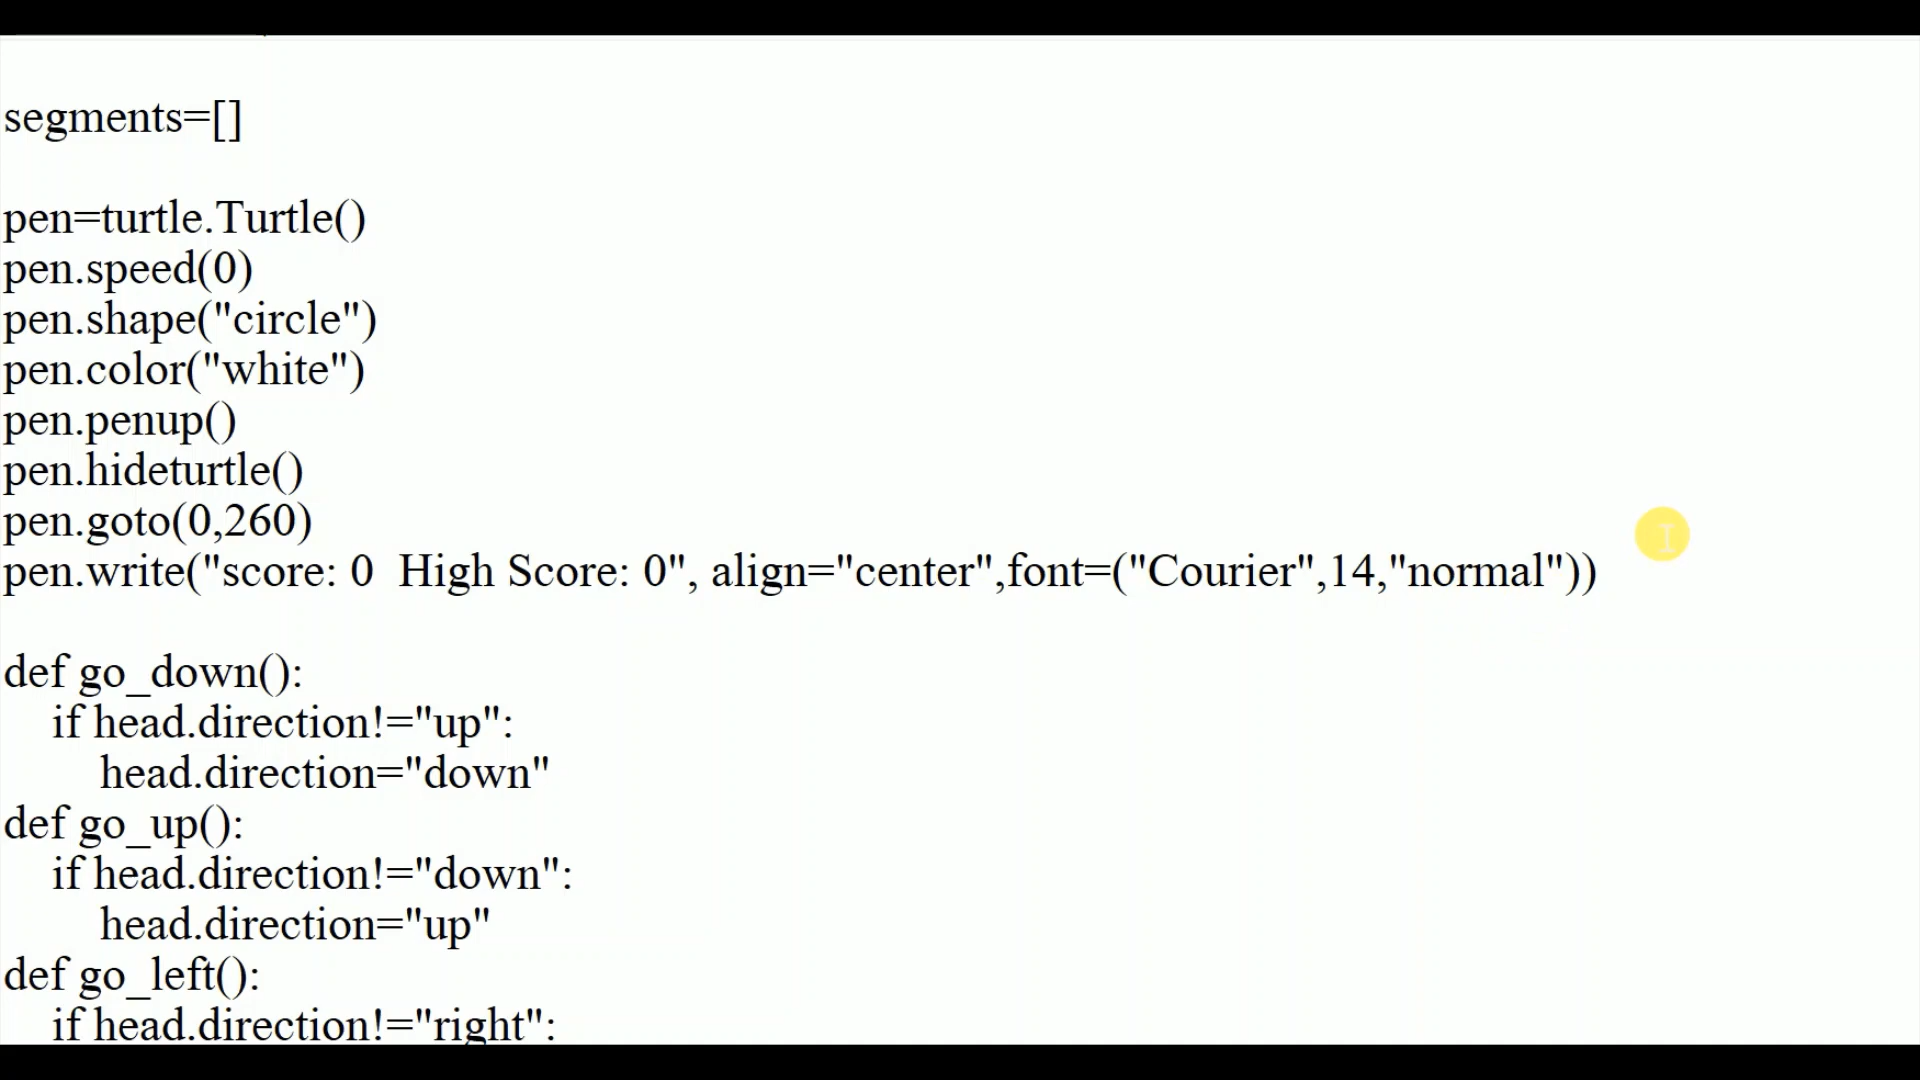 segments=[]
pen=turtle.Turtle()
pen.speed(0)
pen.shape("circle")
pen.color("white")
pen.penup()
pen.hideturtle()
pen.goto(0,260)
pen.write("score: 0  High Score: 0", align="center",font=("Courier",14,"normal"))
def go_down():
    if head.direction!="up":
        head.direction="down"
def go_up():
    if head.direction!="down":
        head.direction="up"
def go_left():
    if head.direction!="right":